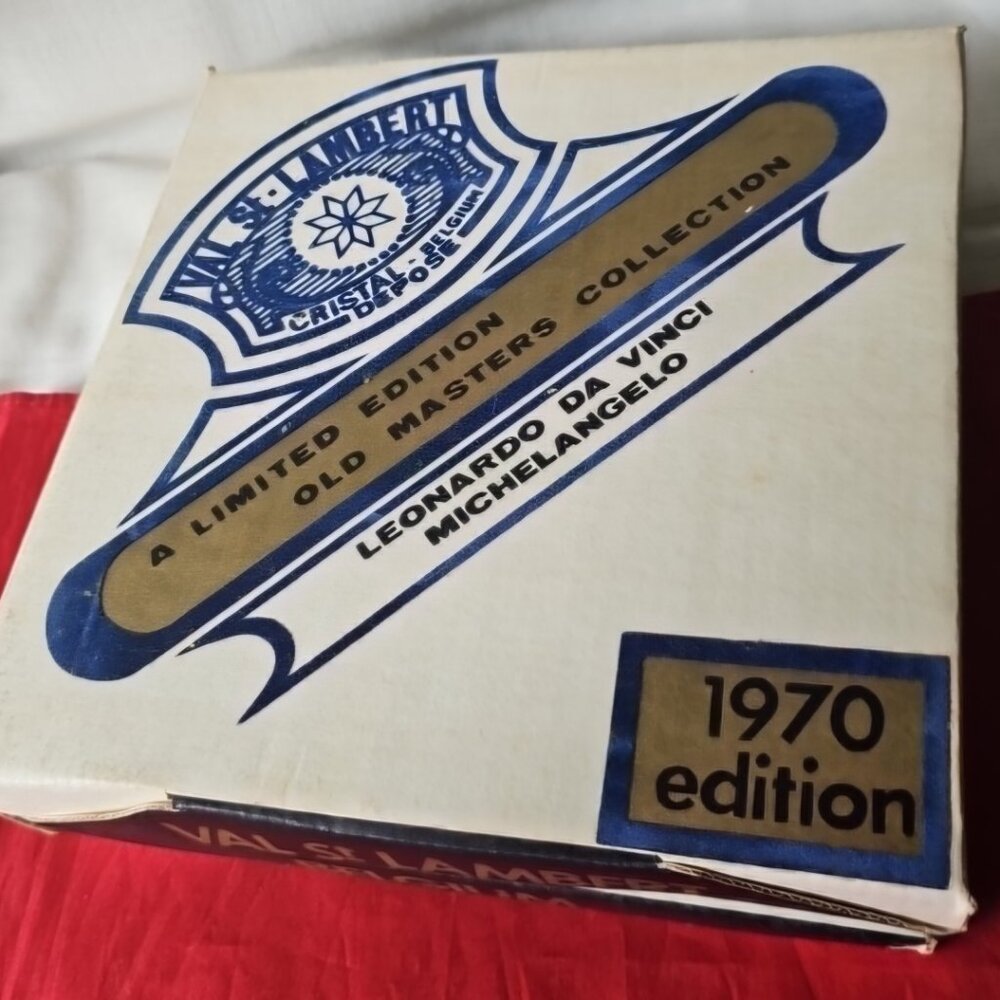 VAL ST·LAMBERT
CRISTAL - BELGIUM
DEPOSÉ
A LIMITED EDITION
OLD MASTERS COLLECTION
LEONARDO DA VINCI
MICHELANGELO
1970
edition
VAL ST LAMBERT
BELGIUM